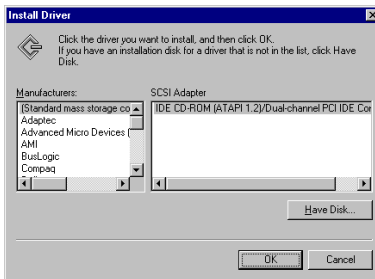 Install Driver
Click the driver you want to install, and then click OK.
If you have an installation disk for a driver that is not in the list, click Have
Disk.
Manufacturers:
(Standard mass storage co
Adaptec
Advanced Micro Devices (
AMI
BusLogic
Compaq
SCSI Adapter
IDE CD-ROM (ATAPI 1.2)/Dual-channel PCI IDE Cor
Have Disk...
OK
Cancel